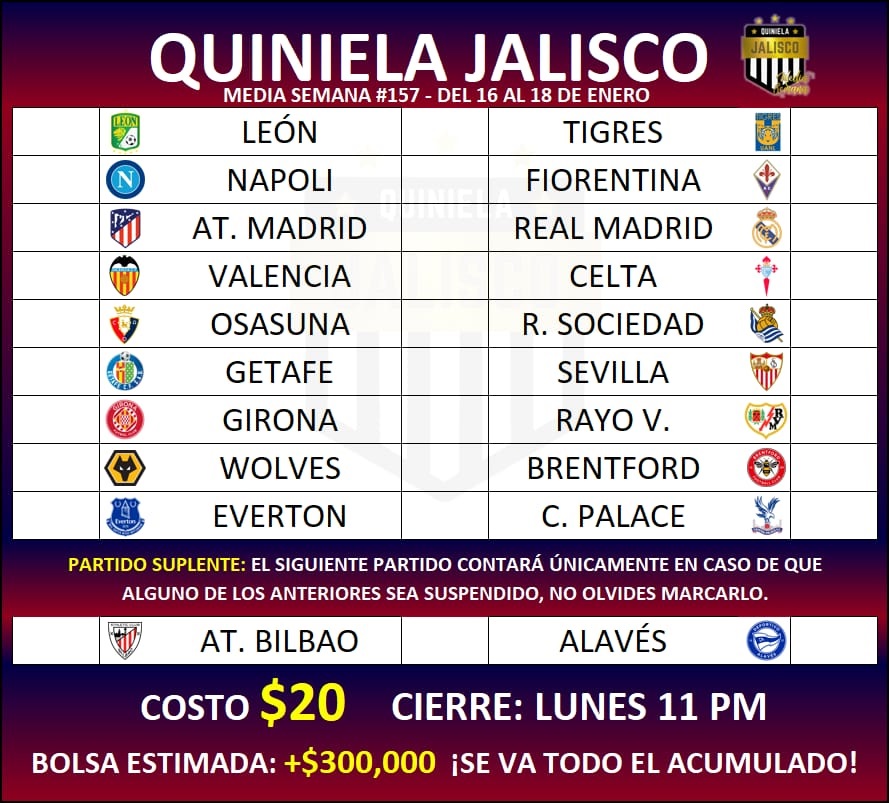 QUINIELA JALISCO
QUINIELA
JALISCO
MEDIA SEMANA #157 - DEL 16 AL 18 DE ENERO
LEÓN TIGRES
NAPOLI FIORENTINA
AT. MADRID REAL MADRID
VALENCIA CELTA
OSASUNA R. SOCIEDAD
GETAFE SEVILLA
GIRONA RAYO V.
WOLVES BRENTFORD
EVERTON C. PALACE
QUINIELA
JALISCO
PARTIDO SUPLENTE: EL SIGUIENTE PARTIDO CONTARÁ ÚNICAMENTE EN CASO DE QUE
ALGUNO DE LOS ANTERIORES SEA SUSPENDIDO, NO OLVIDES MARCARLO.
AT. BILBAO ALAVÉS
COSTO $20 CIERRE: LUNES 11 PM
BOLSA ESTIMADA: +$300,000 ¡SE VA TODO EL ACUMULADO!